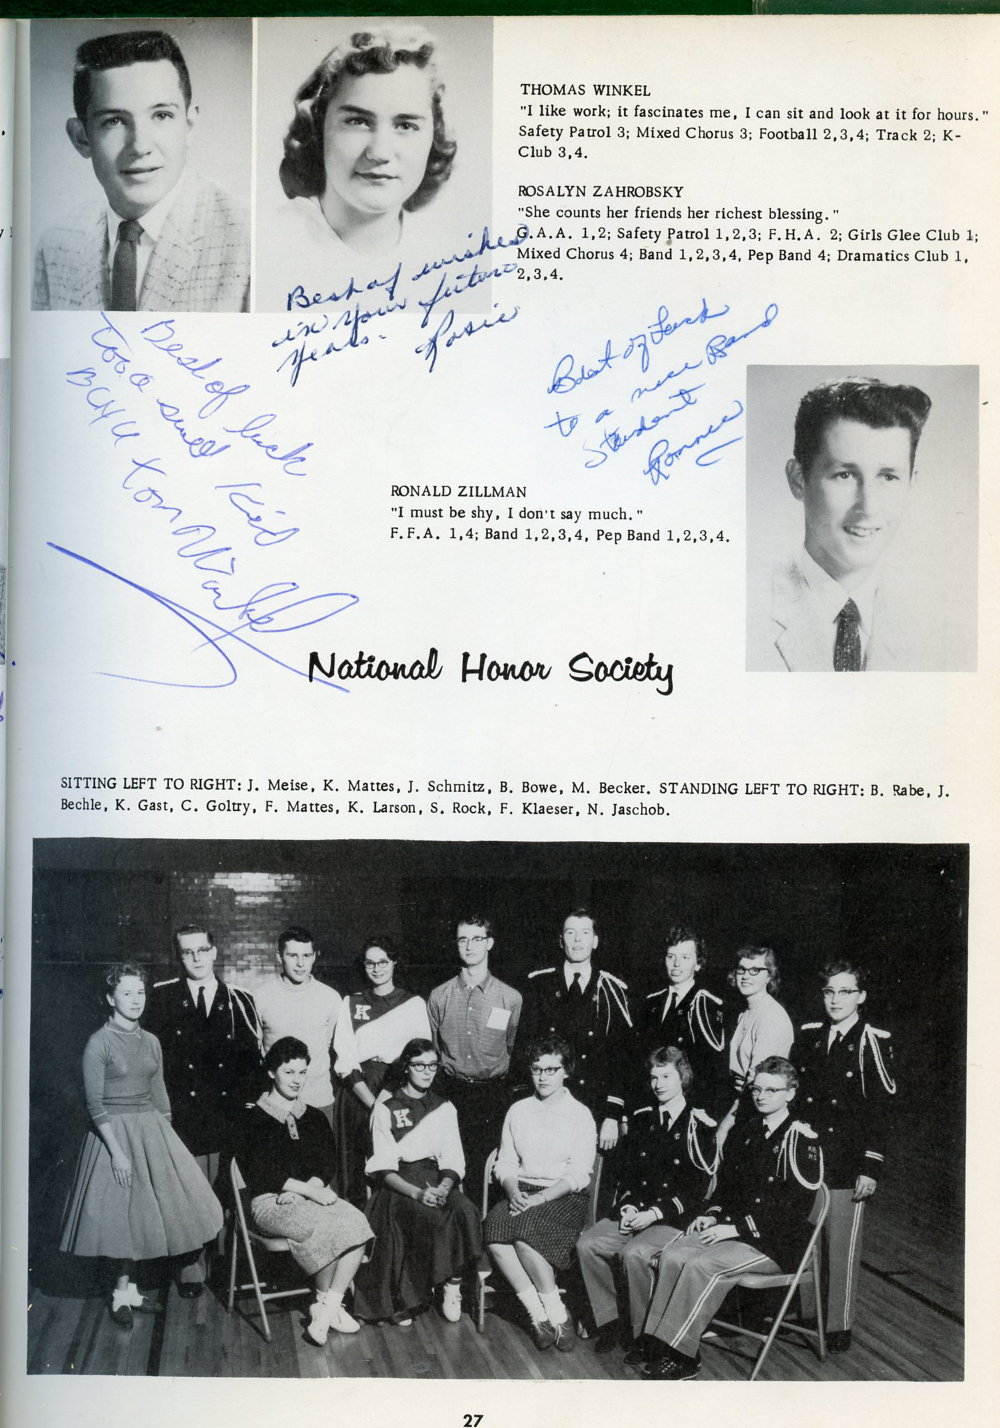 THOMAS WINKEL
"I like work; it fascinates me, I can sit and look at it for hours."
Safety Patrol 3; Mixed Chorus 3; Football 2,3,4; Track 2; K-
Club 3,4.
ROSALYN ZAHROBSKY
"She counts her friends her richest blessing."
G.A.A. 1,2; Safety Patrol 1,2,3; F.H.A. 2; Girls Glee Club 1;
Mixed Chorus 4; Band 1,2,3,4, Pep Band 4; Dramatics Club 1,
2,3,4.
Best of wishes
in your future
years.
Rosie
Best of luck
too a swell Kid
Tom Winkel
Best of Luck
to a nice Band
Student
Ronnie
RONALD ZILLMAN
"I must be shy, I don't say much."
F.F.A. 1,4; Band 1,2,3,4, Pep Band 1,2,3,4.
National Honor Society
SITTING LEFT TO RIGHT: J. Meise, K. Mattes, J. Schmitz, B. Bowe, M. Becker. STANDING LEFT TO RIGHT: B. Rabe, J.
Bechle, K. Gast, C. Goltry, F. Mattes, K. Larson, S. Rock, F. Klaeser, N. Jaschob.
K
K
27